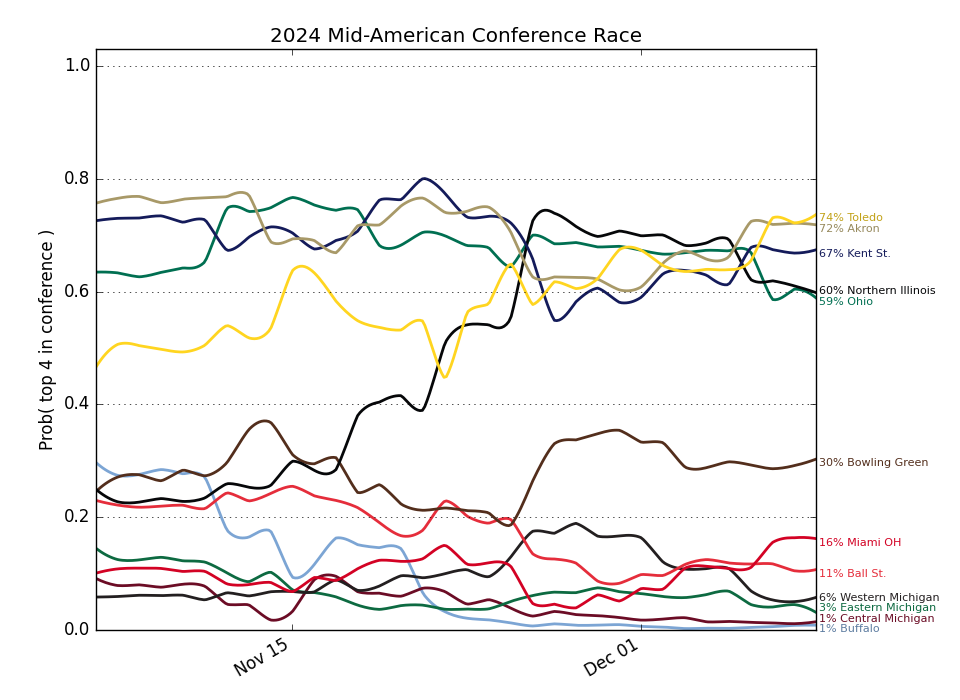 2024 Mid-American Conference Race
Prob( top 4 in conference )
1.0
0.8
0.6
0.4
0.2
0.0
Nov 15
Dec 01
74% Toledo
72% Akron
67% Kent St.
60% Northern Illinois
59% Ohio
30% Bowling Green
16% Miami OH
11% Ball St.
6% Western Michigan
3% Eastern Michigan
1% Central Michigan
1% Buffalo